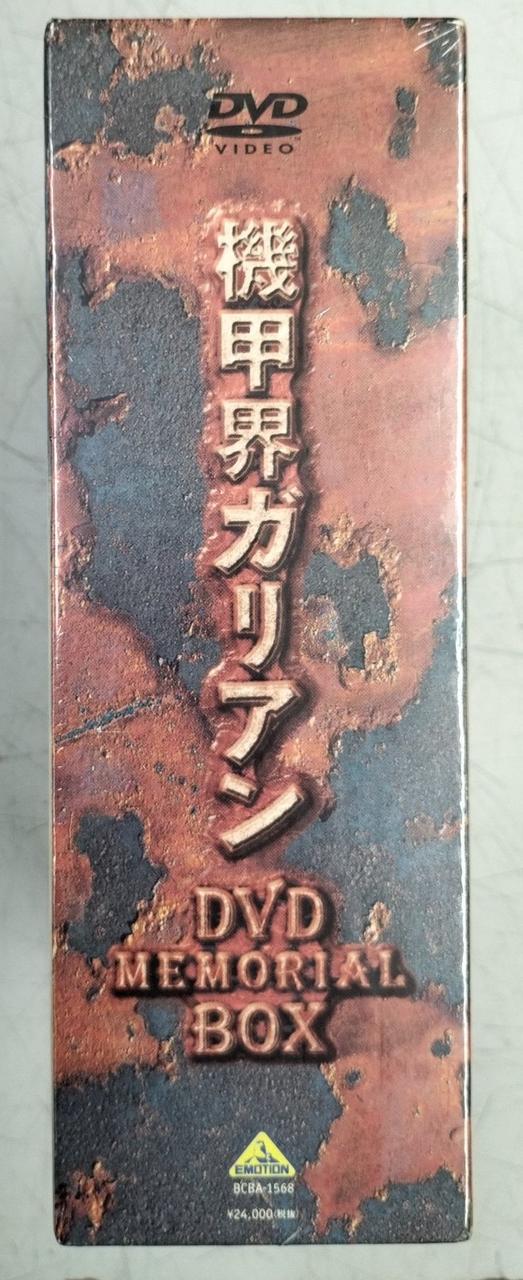 DVD
VIDEO
機甲界ガリアン
DVD
MEMORIAL
BOX
EMOTION
BCBA-1568
¥24,000(税抜)